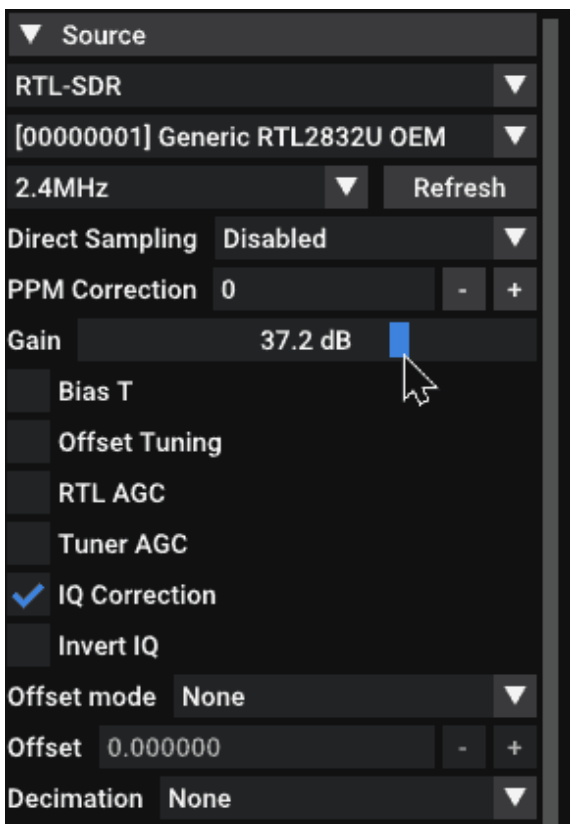 Source
RTL-SDR
[00000001] Generic RTL2832U OEM
2.4MHz Refresh
Direct Sampling Disabled
PPM Correction 0 - +
Gain 37.2 dB
Bias T
Offset Tuning
RTL AGC
Tuner AGC
IQ Correction
Invert IQ
Offset mode None
Offset 0.000000 - +
Decimation None